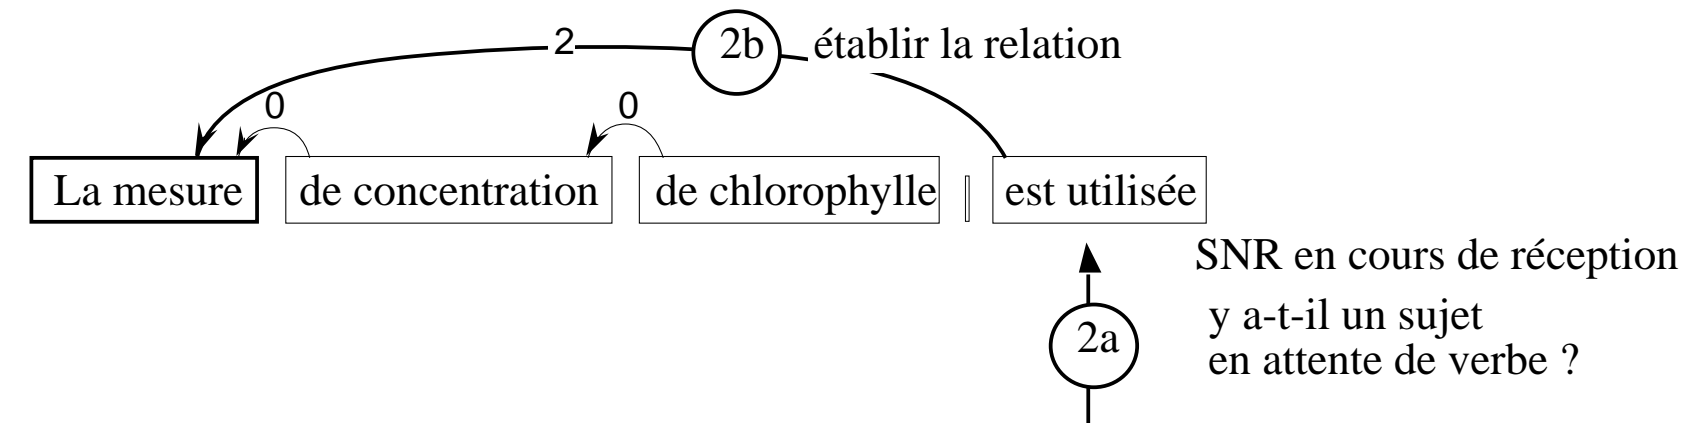 2 2b établir la relation
0 0
La mesure de concentration de chlorophylle est utilisée
SNR en cours de réception
y a-t-il un sujet
2a
en attente de verbe ?